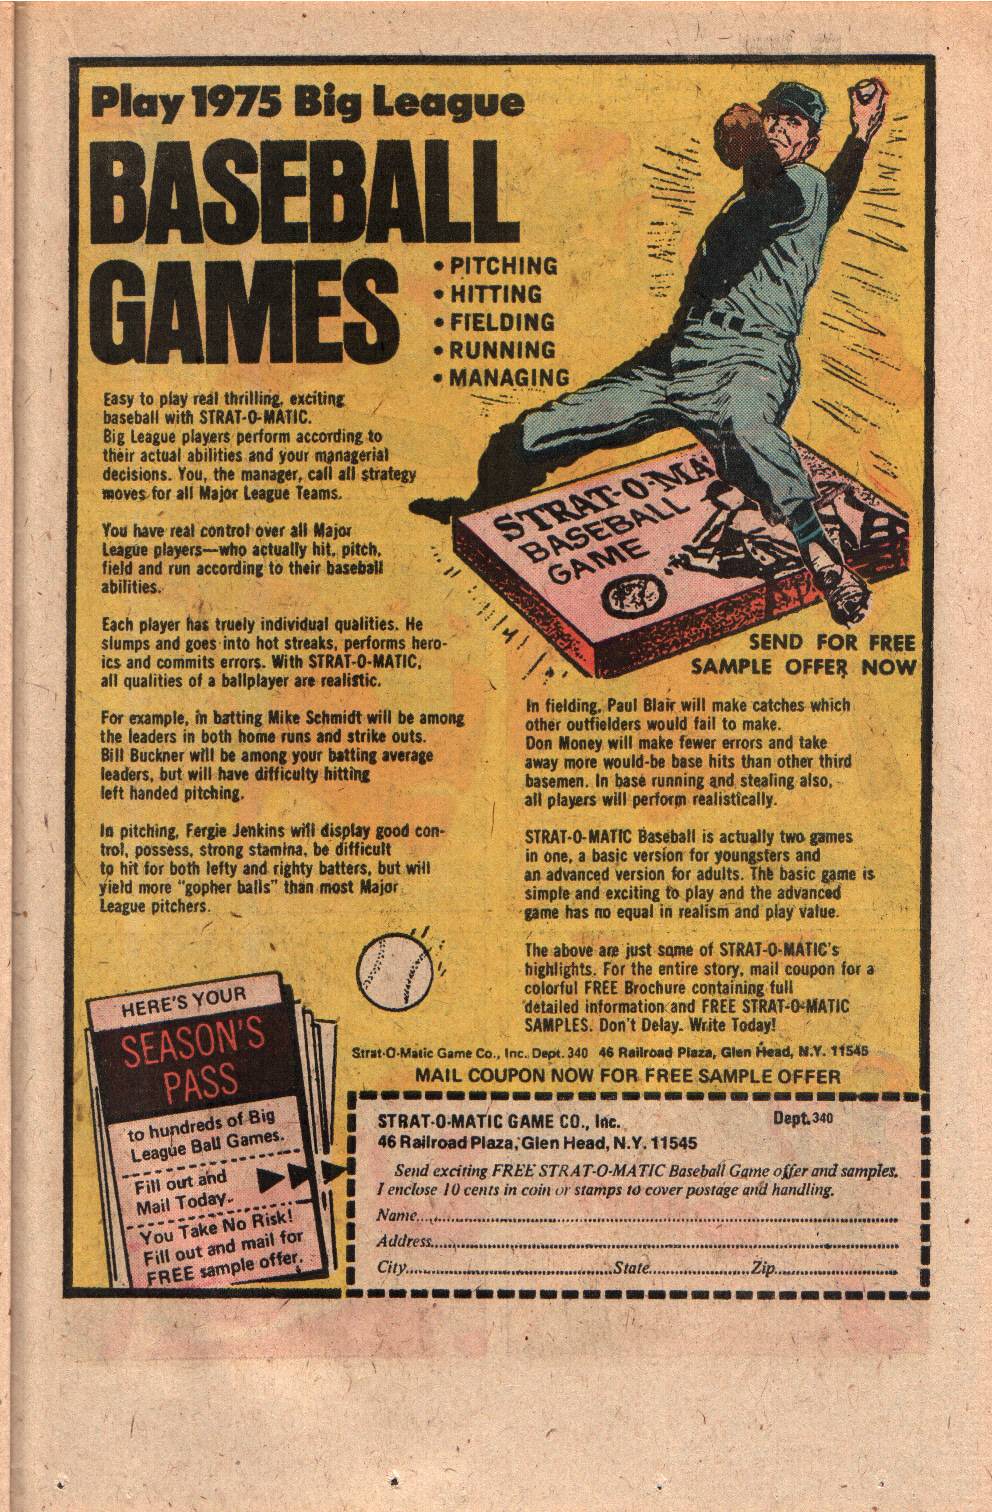 Play 1975 Big League
BASEBALL
GAMES
• PITCHING
• HITTING
• FIELDING
• RUNNING
• MANAGING
Easy to play real thrilling, exciting
baseball with STRAT-O-MATIC.
Big League players perform according to
their actual abilities and your managerial
decisions. You, the manager, call all strategy
moves for all Major League Teams.
You have real control over all Major
League players—who actually hit, pitch,
field and run according to their baseball
abilities.
Each player has truely individual qualities. He
slumps and goes into hot streaks, performs hero-
ics and commits errors. With STRAT-O-MATIC,
all qualities of a ballplayer are realistic.
For example, in batting Mike Schmidt will be among
the leaders in both home runs and strike outs.
Bill Buckner will be among your batting average
leaders, but will have difficulty hitting
left handed pitching.
In pitching, Fergie Jenkins will display good con-
trol, possess, strong stamina, be difficult
to hit for both lefty and righty batters, but will
yield more "gopher balls" than most Major
League pitchers.
STRAT-O-MA
BASEBALL
GAME
SEND FOR FREE
SAMPLE OFFER NOW
In fielding, Paul Blair will make catches which
other outfielders would fail to make.
Don Money will make fewer errors and take
away more would-be base hits than other third
basemen. In base running and stealing also,
all players will perform realistically.
STRAT-O-MATIC Baseball is actually two games
in one, a basic version for youngsters and
an advanced version for adults. The basic game is
simple and exciting to play and the advanced
game has no equal in realism and play value.
The above are just some of STRAT-O-MATIC's
highlights. For the entire story, mail coupon for a
colorful FREE Brochure containing full
detailed information and FREE STRAT-O-MATIC
SAMPLES. Don't Delay. Write Today!
Strat-O-Matic Game Co., Inc. Dept. 340 46 Railroad Plaza, Glen Head, N.Y. 11545
MAIL COUPON NOW FOR FREE SAMPLE OFFER
HERE'S YOUR
SEASON'S
PASS
to hundreds of Big
League Ball Games.
Fill out and
Mail Today.
You Take No Risk!
Fill out and mail for
FREE sample offer.
STRAT-O-MATIC GAME CO., Inc. Dept. 340
46 Railroad Plaza, Glen Head, N.Y. 11545
Send exciting FREE STRAT-O-MATIC Baseball Game offer and samples.
I enclose 10 cents in coin or stamps to cover postage and handling.
Name
Address
City State Zip